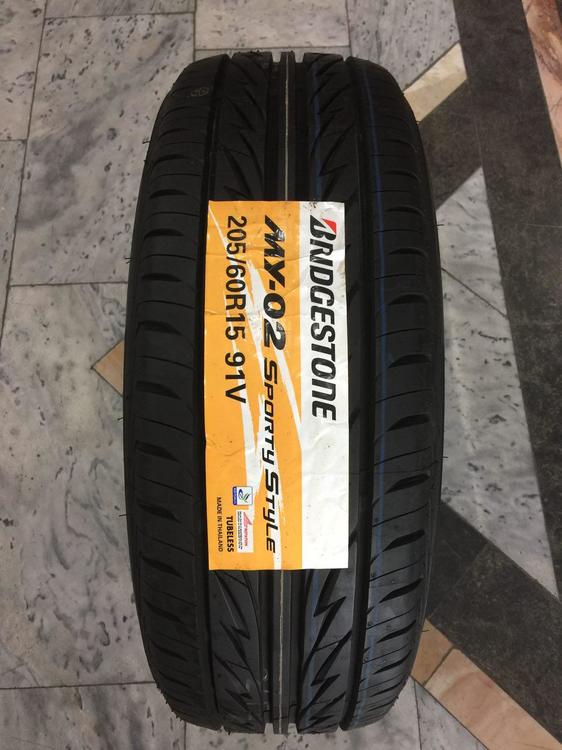 BRIDGESTONE
MY-02 SPORTY STYLE
205/60R15 91V
TUBELESS
MADE IN THAILAND